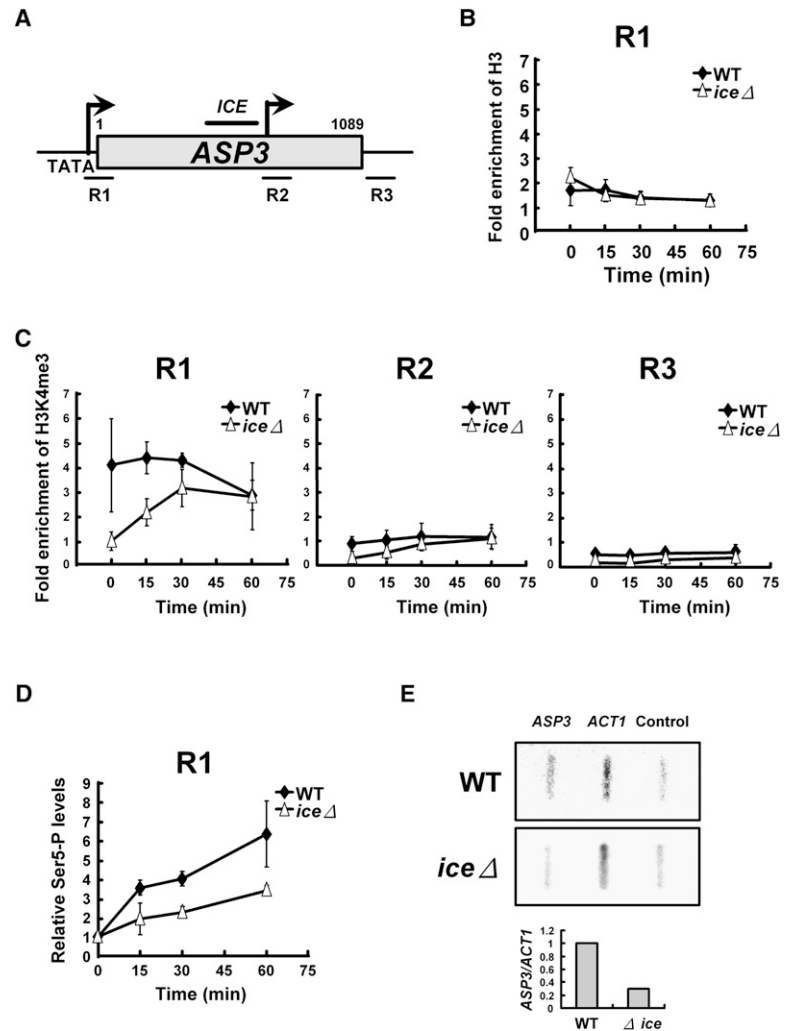 A
ICE
1
1089
ASP3
TATA
R1
R2
R3
B
R1
Fold enrichment of H3
7
6
5
4
3
2
1
0
WT
ice Δ
0 15 30 45 60 75
Time (min)
C
Fold enrichment of H3K4me3
R1
7
6
5
4
3
2
1
0
WT
ice Δ
0 15 30 45 60 75
Time (min)
R2
7
6
5
4
3
2
1
0
WT
ice Δ
0 15 30 45 60 75
Time (min)
R3
7
6
5
4
3
2
1
0
WT
ice Δ
0 15 30 45 60 75
Time (min)
D
R1
Relative Ser5-P levels
9
8
7
6
5
4
3
2
1
0
WT
ice Δ
0 15 30 45 60 75
Time (min)
E
ASP3 ACT1 Control
WT
ice Δ
ASP3/ACT1
1.2
1
0.8
0.6
0.4
0.2
0
WT Δ ice